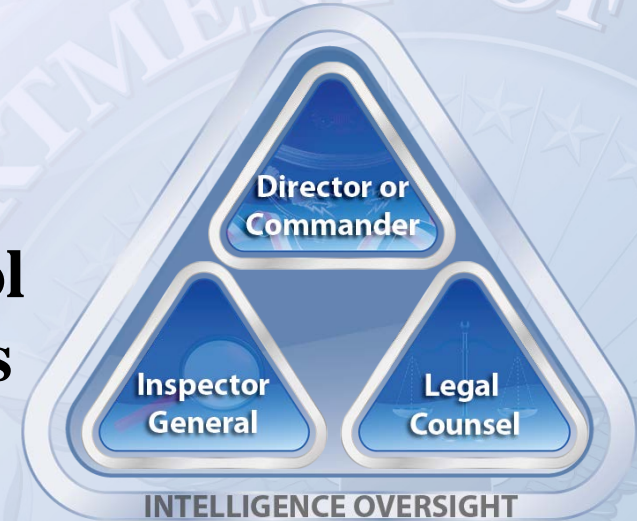 Director or
Commander
Inspector
General
Legal
Counsel
INTELLIGENCE OVERSIGHT